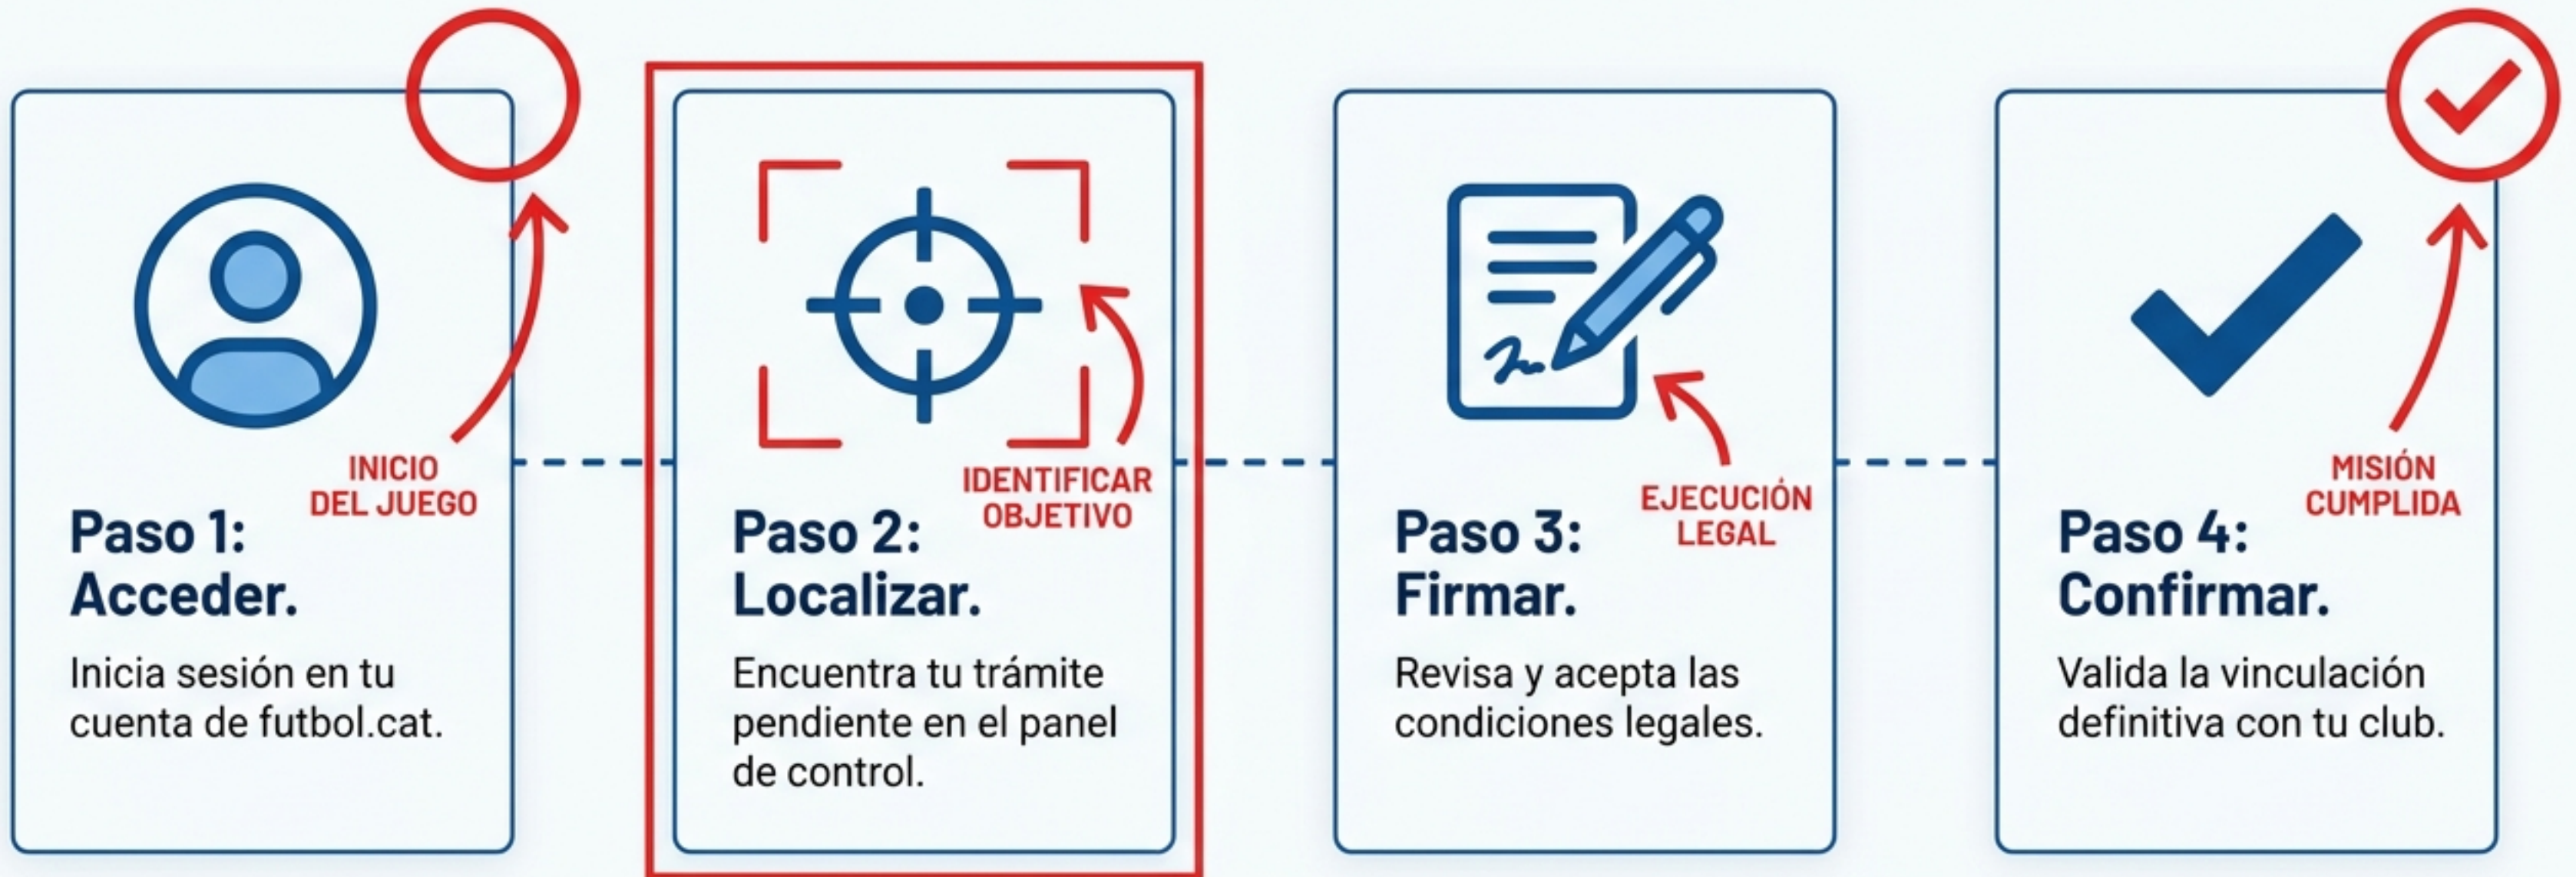 INICIO
DEL JUEGO
Paso 1:
Acceder.
Inicia sesión en tu
cuenta de futbol.cat.
IDENTIFICAR
OBJETIVO
Paso 2:
Localizar.
Encuentra tu trámite
pendiente en el panel
de control.
EJECUCIÓN
LEGAL
Paso 3:
Firmar.
Revisa y acepta las
condiciones legales.
MISIÓN
CUMPLIDA
Paso 4:
Confirmar.
Valida la vinculación
definitiva con tu club.